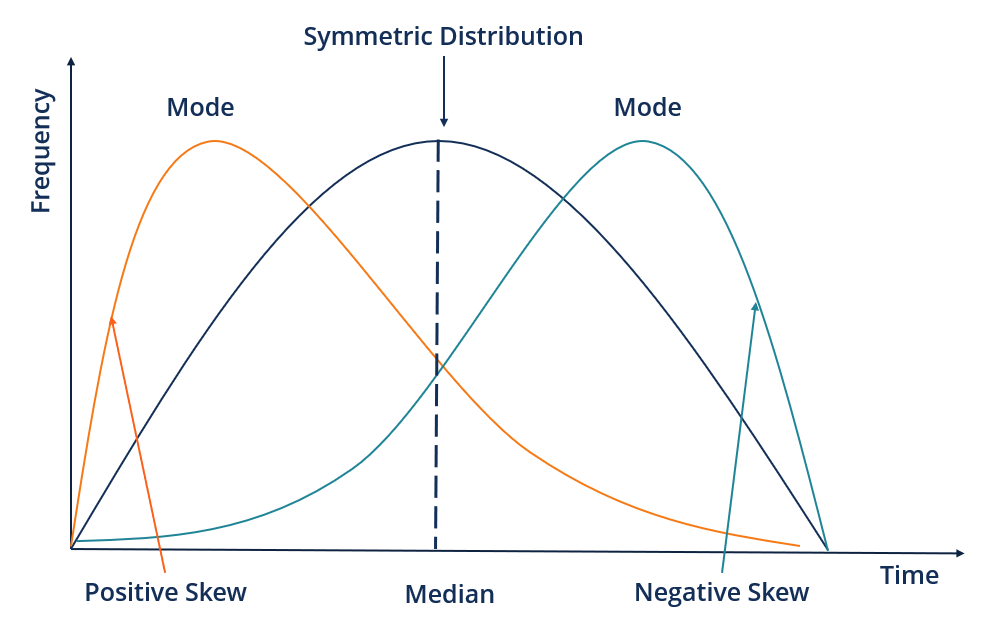 Symmetric Distribution
Mode
Mode
Frequency
Time
Positive Skew
Median
Negative Skew